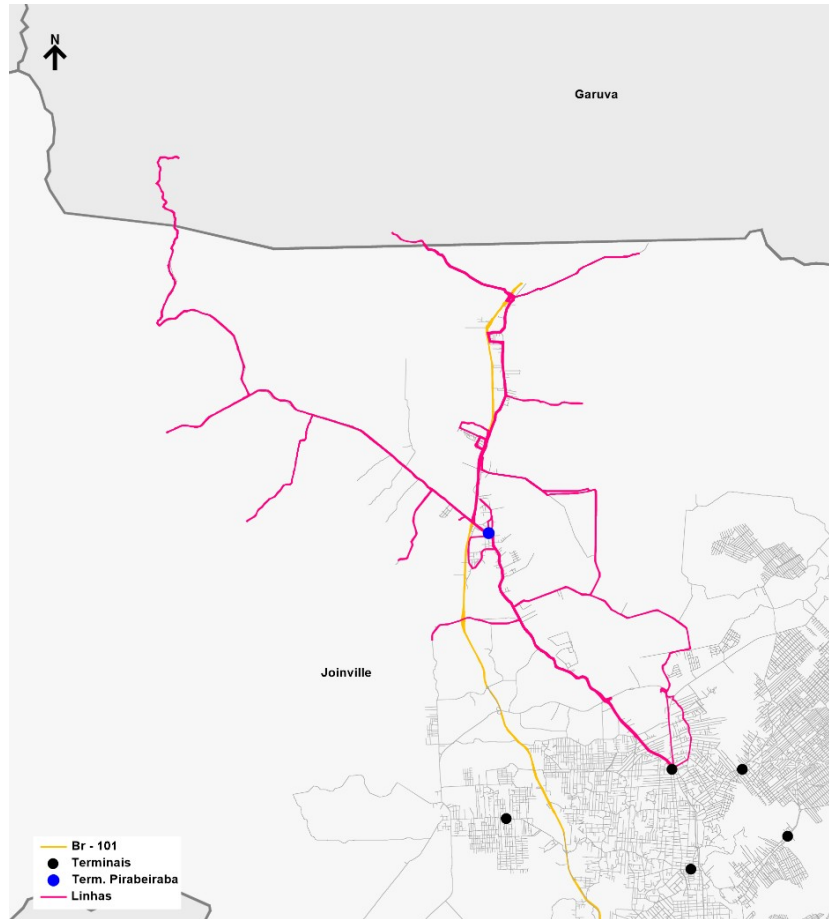 N
Garuva
Joinville
Br - 101
Terminais
Term. Pirabeiraba
Linhas